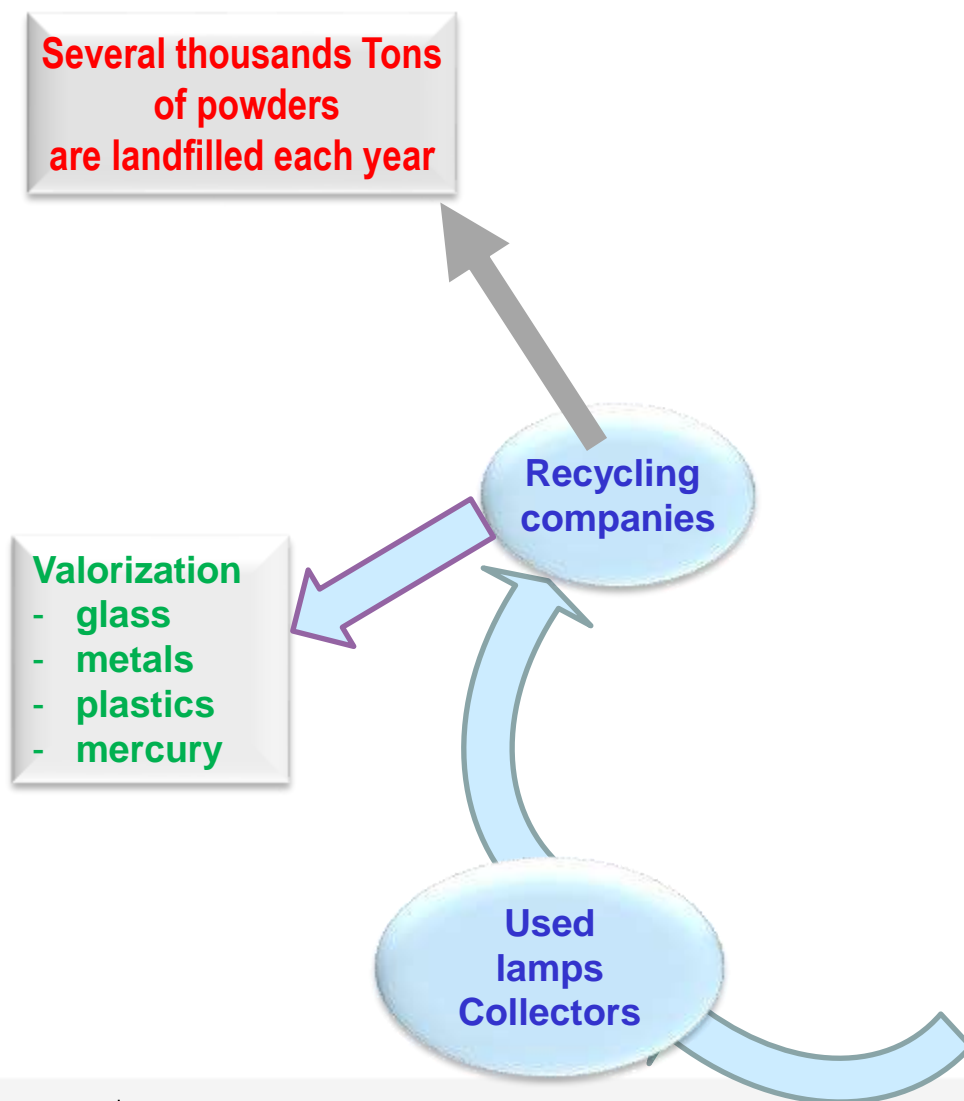 Several thousands Tons
of powders
are landfilled each year
Recycling
companies
Valorization
- glass
- metals
- plastics
- mercury
Used
lamps
Collectors